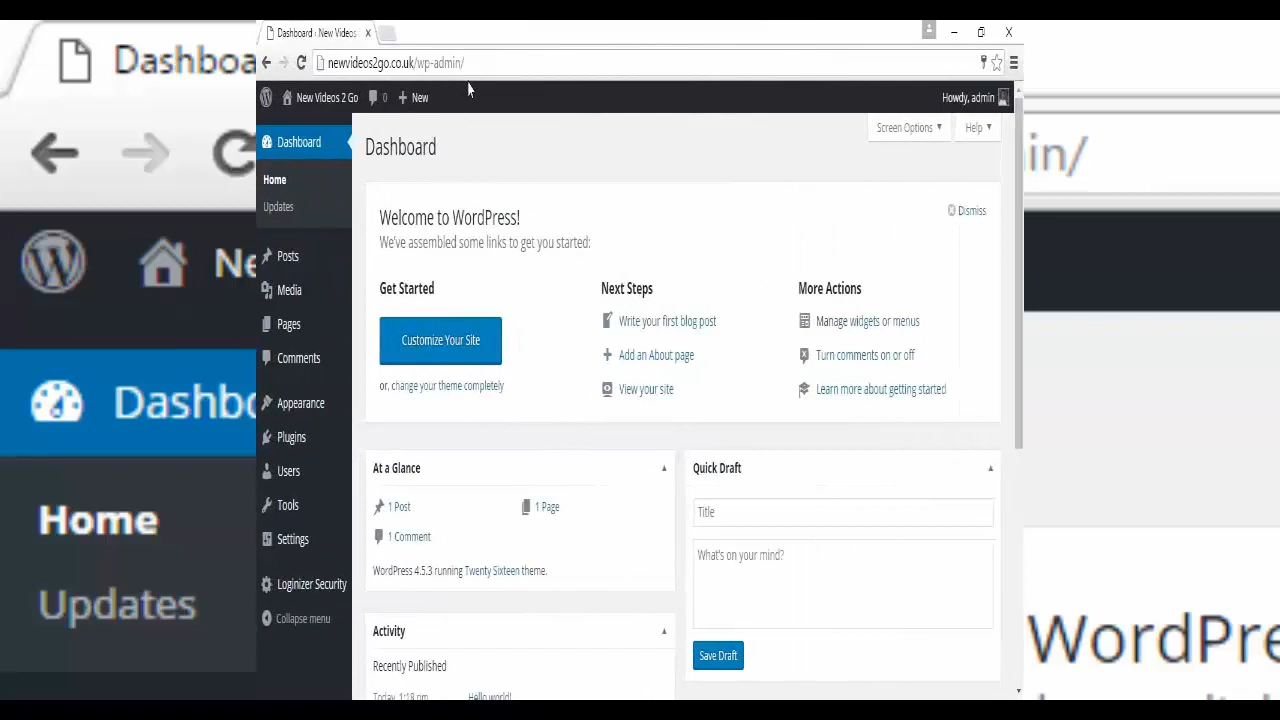 Dashboard ‹ New Videos
newvideos2go.co.uk/wp-admin/
New Videos 2 Go 0 New
Howdy, admin
Screen Options Help
Dashboard
Home
Updates
Posts
Media
Pages
Comments
Appearance
Plugins
Users
Tools
Settings
Loginizer Security
Collapse menu
Dashboard
Welcome to WordPress!
Dismiss
We've assembled some links to get you started:
Get Started
Customize Your Site
or, change your theme completely
Next Steps
Write your first blog post
Add an About page
View your site
More Actions
Manage widgets or menus
Turn comments on or off
Learn more about getting started
At a Glance
1 Post
1 Page
1 Comment
WordPress 4.5.3 running Twenty Sixteen theme.
Activity
Recently Published
Today, 1:18 pm Hello world!
Quick Draft
Title
What's on your mind?
Save Draft
Dashboa
in/
Ne
Dashbo
Home
Updates
WordPre